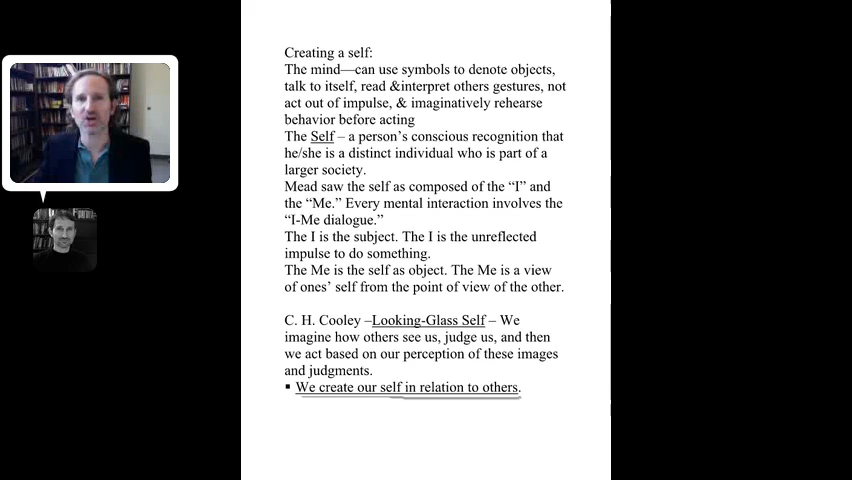 Creating a self:
The mind—can use symbols to denote objects,
talk to itself, read &interpret others gestures, not
act out of impulse, & imaginatively rehearse
behavior before acting
The Self – a person's conscious recognition that
he/she is a distinct individual who is part of a
larger society.
Mead saw the self as composed of the “I” and
the “Me.” Every mental interaction involves the
“I-Me dialogue.”
The I is the subject. The I is the unreflected
impulse to do something.
The Me is the self as object. The Me is a view
of ones’ self from the point of view of the other.
C. H. Cooley –Looking-Glass Self – We
imagine how others see us, judge us, and then
we act based on our perception of these images
and judgments.
▪ We create our self in relation to others.